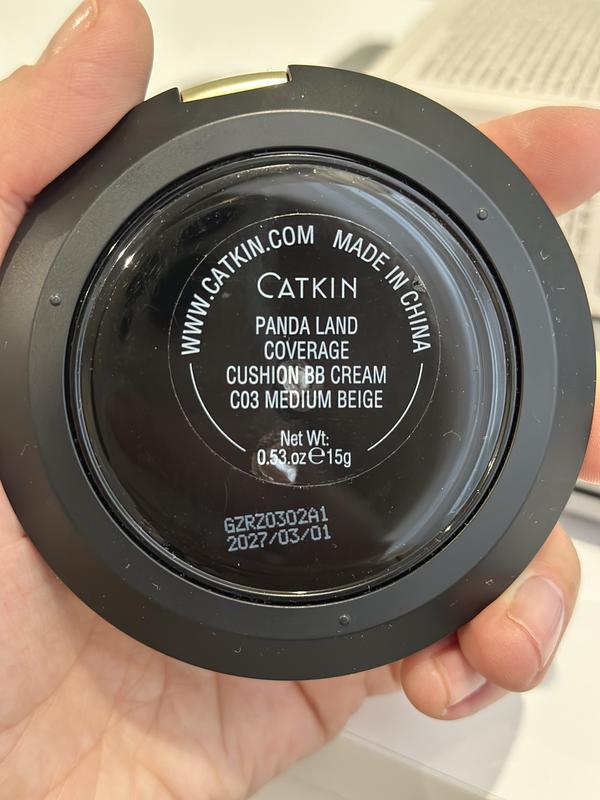 WWW.CATKIN.COM MADE IN CHINA
CATKIN
PANDA LAND
COVERAGE
CUSHION BB CREAM
C03 MEDIUM BEIGE
Net Wt:
0.53.oz℮15g
GZRZ0302A1
2027/03/01